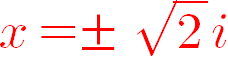 x = ± √2 i